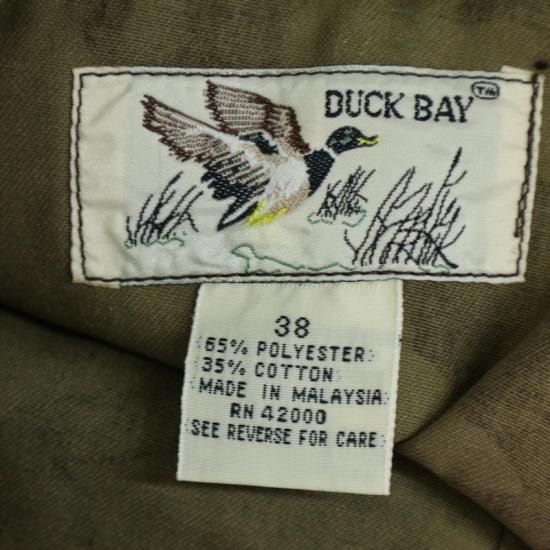 DUCK BAY TM
38
65% POLYESTER
35% COTTON
MADE IN MALAYSIA
RN 42000
SEE REVERSE FOR CARE